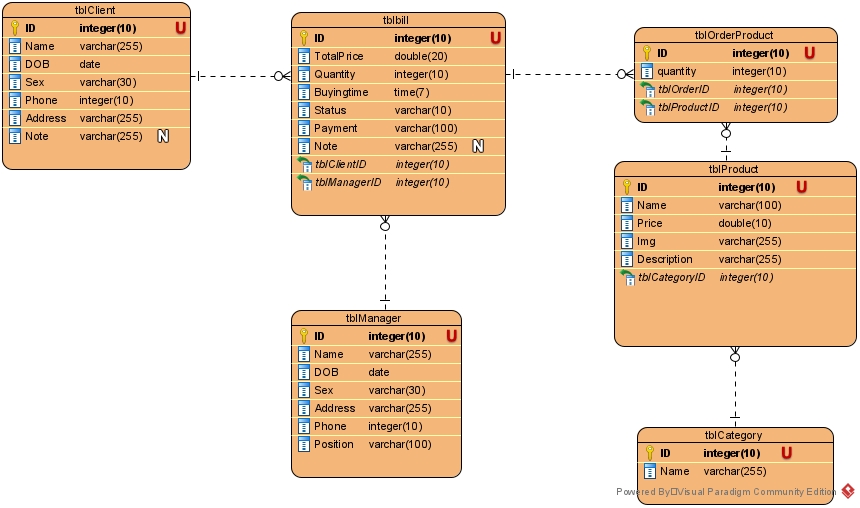 tblClient
ID integer(10) U
Name varchar(255)
DOB date
Sex varchar(30)
Phone integer(10)
Address varchar(255)
Note varchar(255) N
tblbill
ID integer(10) U
TotalPrice double(20)
Quantity integer(10)
Buyingtime time(7)
Status varchar(10)
Payment varchar(100)
Note varchar(255) N
tblClientID integer(10)
tblManagerID integer(10)
tblOrderProduct
ID integer(10) U
quantity integer(10)
tblOrderID integer(10)
tblProductID integer(10)
tblProduct
ID integer(10) U
Name varchar(100)
Price double(10)
Img varchar(255)
Description varchar(255)
tblCategoryID integer(10)
tblManager
ID integer(10) U
Name varchar(255)
DOB date
Sex varchar(30)
Address varchar(255)
Phone integer(10)
Position varchar(100)
tblCategory
ID integer(10) U
Name varchar(255)
Powered By□Visual Paradigm Community Edition